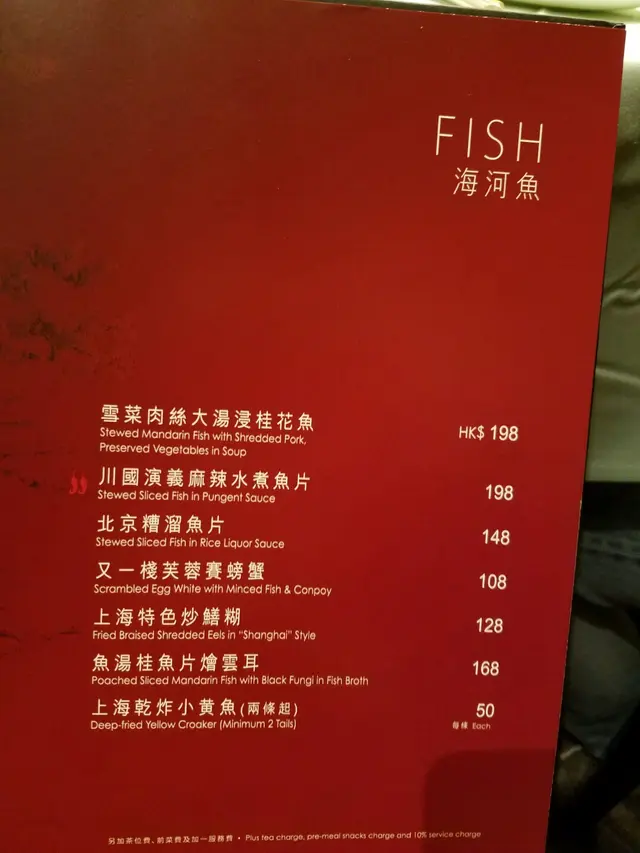 FISH
海河魚
雪菜肉絲大湯浸桂花魚
HK$ 198
Stewed Mandarin Fish with Shredded Pork,
Preserved Vegetables in Soup
川國演義麻辣水煮魚片
198
Stewed Sliced Fish in Pungent Sauce
北京糟溜魚片
148
Stewed Sliced Fish in Rice Liquor Sauce
又一棧芙蓉賽螃蟹
108
Scrambled Egg White with Minced Fish & Conpoy
上海特色炒鱔糊
128
Fried Braised Shredded Eels in "Shanghai" Style
魚湯桂魚片燴雲耳
168
Poached Sliced Mandarin Fish with Black Fungi in Fish Broth
上海乾炸小黄魚(兩條起)
50
Deep-fried Yellow Croaker (Minimum 2 Tails)
每條 Each
另加茶位費、前菜費及加一服務費 • Plus tea charge, pre-meal snacks charge and 10% service charge